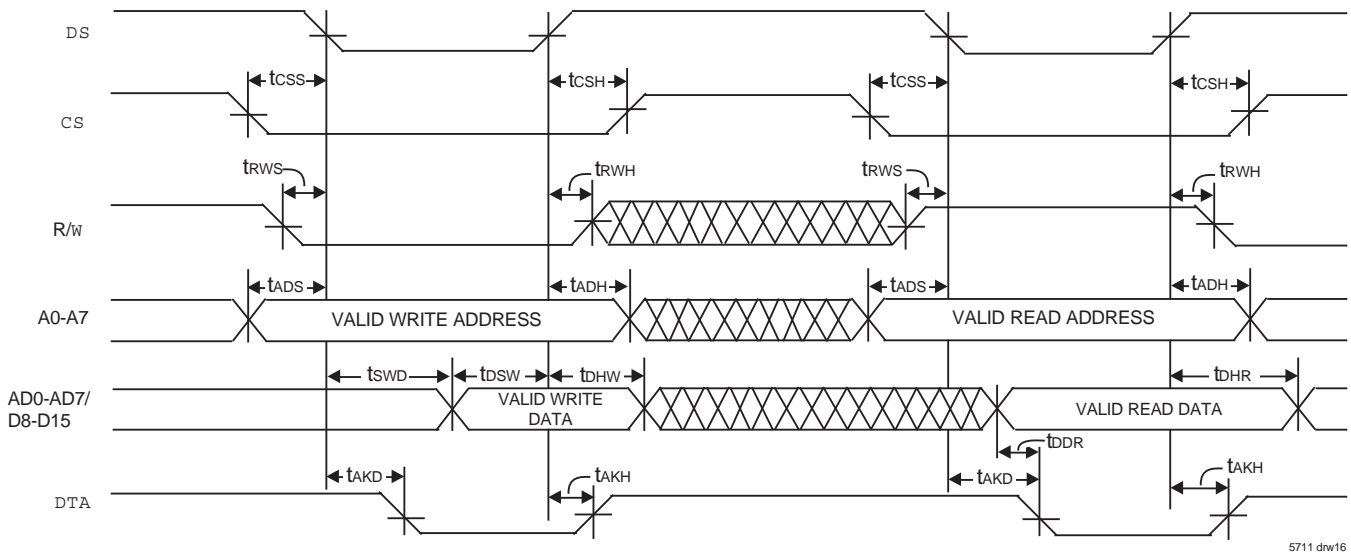 DS
tCSS
tCSH
tCSS
tCSH
CS
tRWS
tRWH
tRWS
tRWH
R/W
tADS
tADH
tADS
tADH
A0-A7
VALID WRITE ADDRESS
VALID READ ADDRESS
tSWD
tDSW
tDHW
tDHR
AD0-AD7/
D8-D15
VALID WRITE
DATA
VALID READ DATA
tDDR
tAKD
tAKH
tAKD
tAKH
DTA
5711 drw16